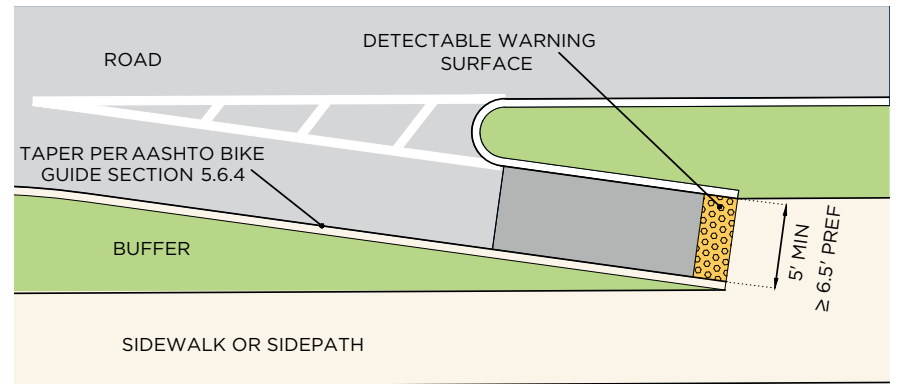 DETECTABLE WARNING
SURFACE
ROAD
TAPER PER AASHTO BIKE
GUIDE SECTION 5.6.4
BUFFER
5' MIN
≥ 6.5' PREF
SIDEWALK OR SIDEPATH